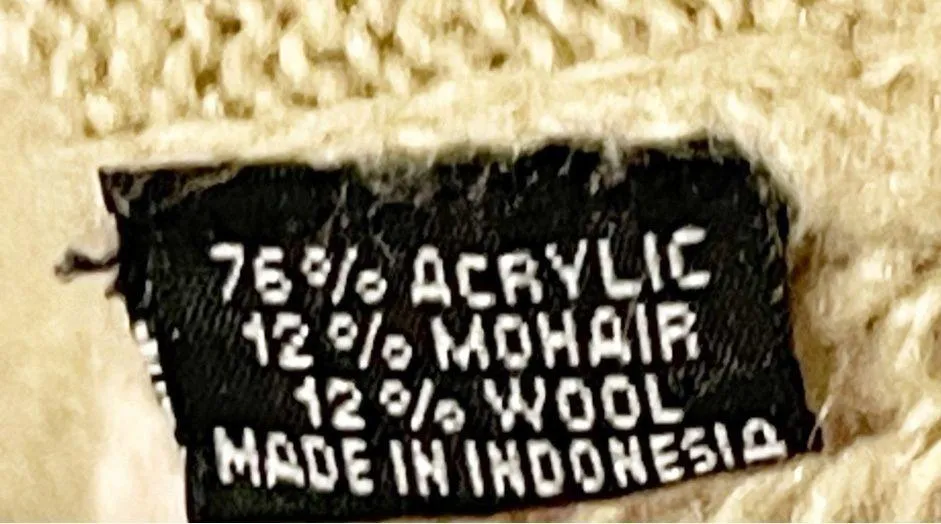 76% ACRYLIC
12% MOHAIR
12% WOOL
MADE IN INDONESIA